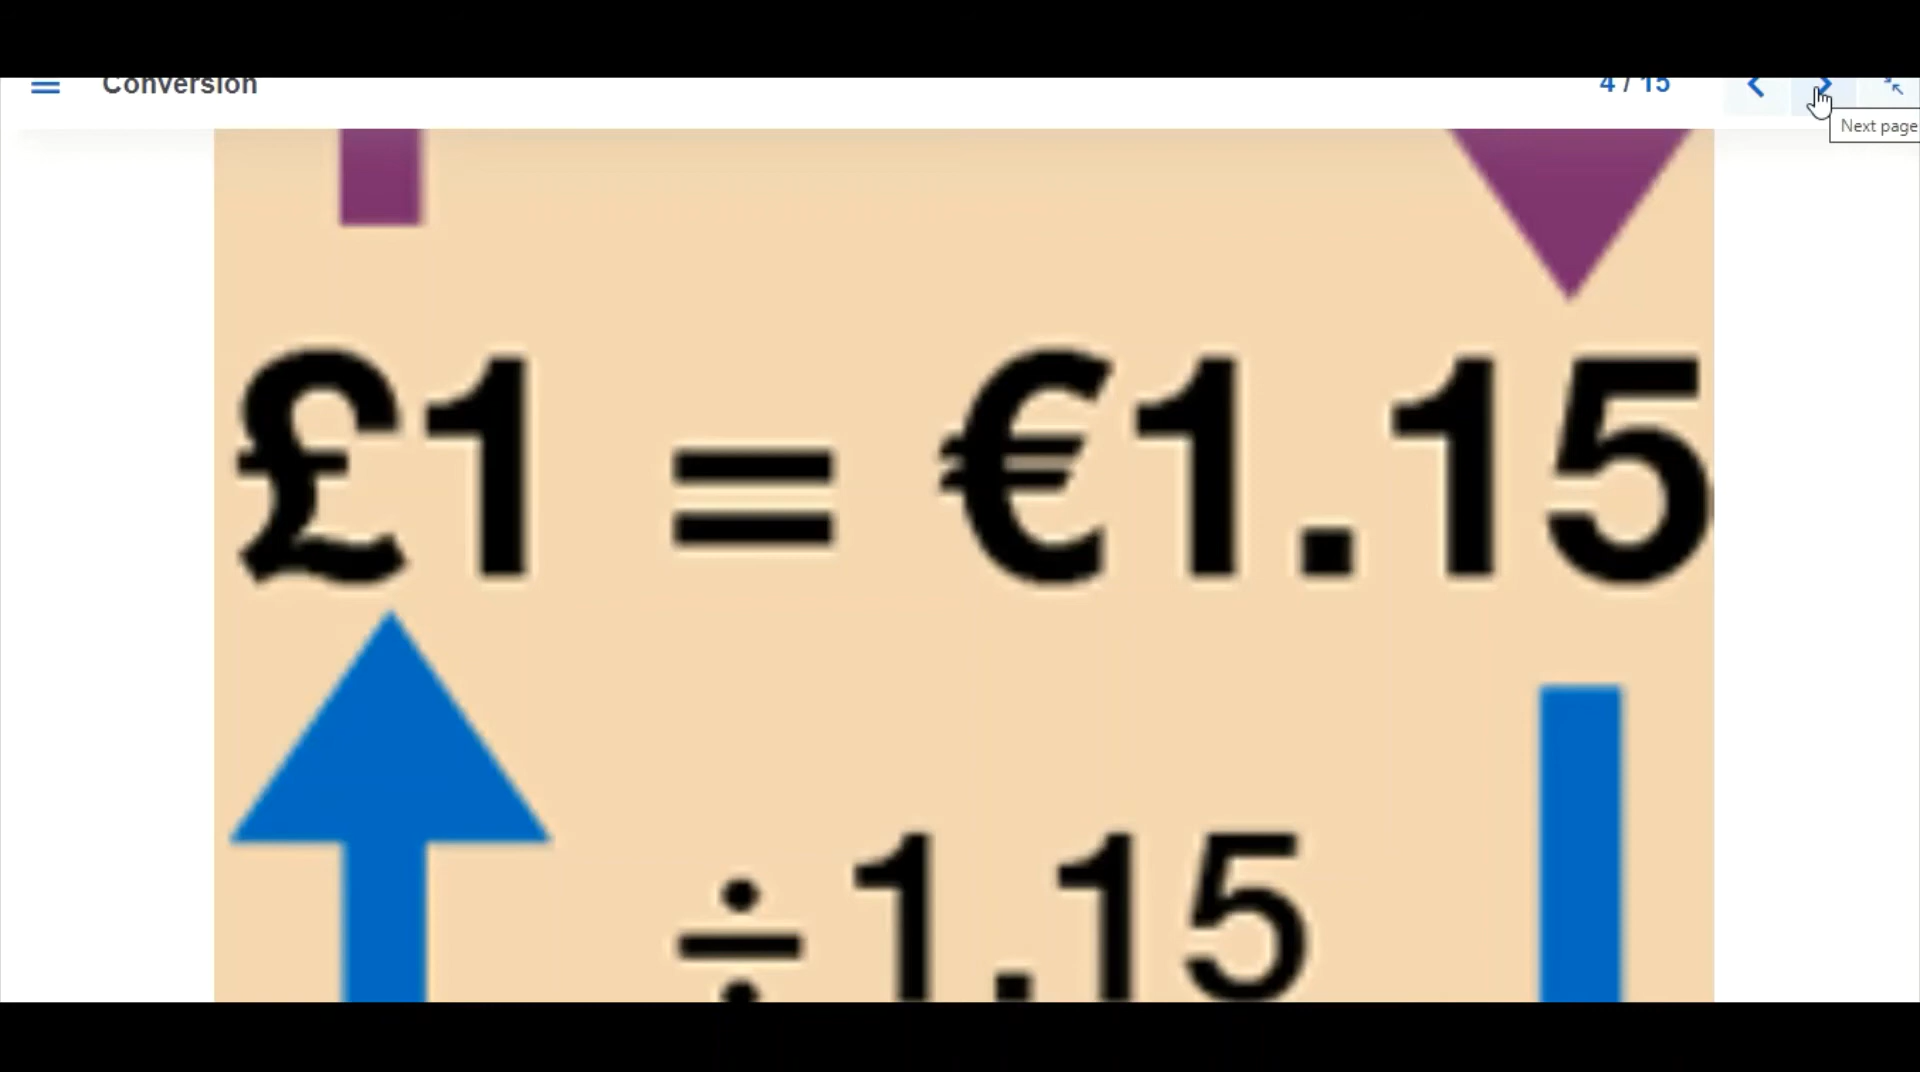 Conversion
4 / 15
Next page
£1 = €1.15
÷1.15